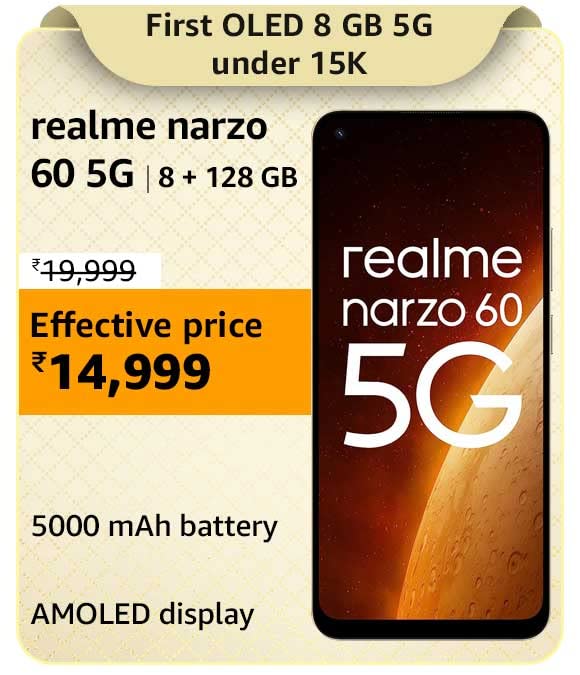 First OLED 8 GB 5G
under 15K
realme narzo
60 5G | 8 + 128 GB
₹19,999
Effective price
₹14,999
5000 mAh battery
AMOLED display
realme
narzo 60
5G